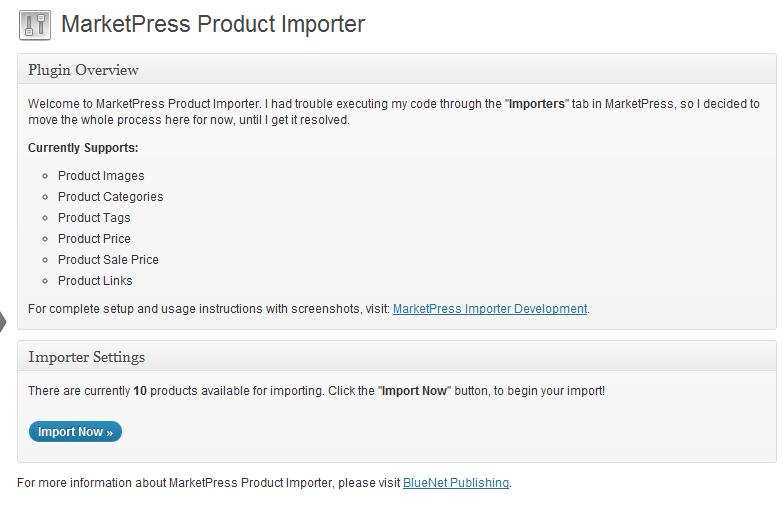 MarketPress Product Importer
Plugin Overview
Welcome to MarketPress Product Importer. I had trouble executing my code through the "Importers" tab in MarketPress, so I decided to
move the whole process here for now, until I get it resolved.
Currently Supports:
Product Images
Product Categories
Product Tags
Product Price
Product Sale Price
Product Links
For complete setup and usage instructions with screenshots, visit: MarketPress Importer Development.
Importer Settings
There are currently 10 products available for importing. Click the "Import Now" button, to begin your import!
Import Now »
For more information about MarketPress Product Importer, please visit BlueNet Publishing.